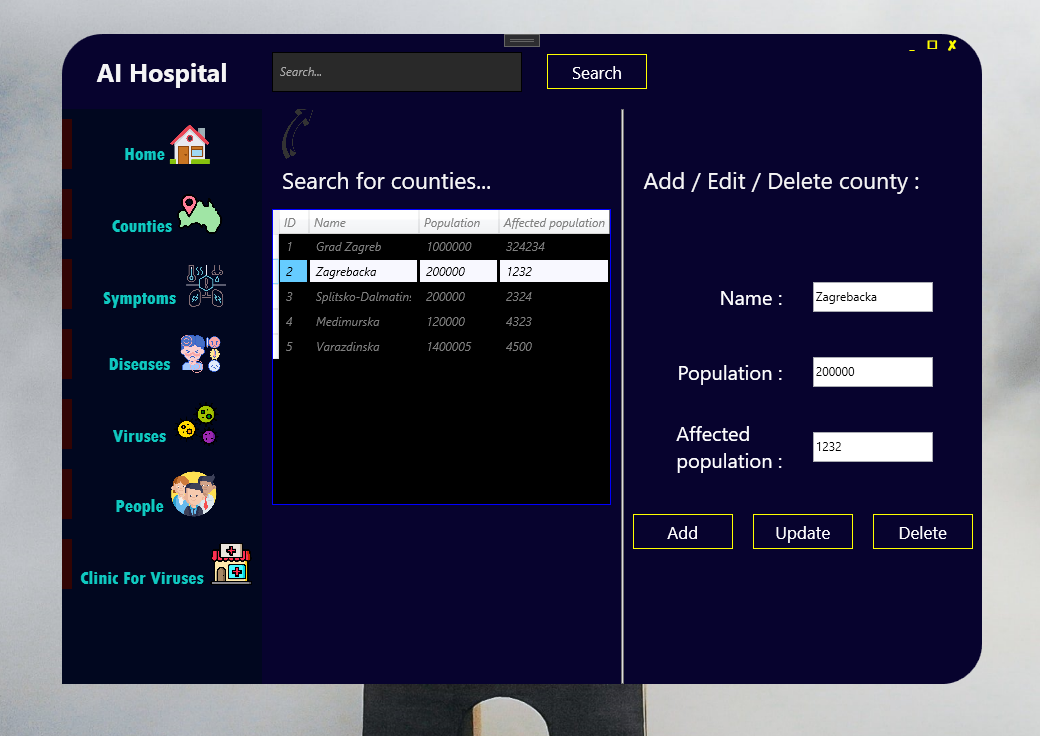 AI Hospital
Search...
Search
Home
Counties
Symptoms
Diseases
Viruses
People
Clinic For Viruses
Search for counties...
ID Name Population Affected population
1 Grad Zagreb 1000000 324234
2 Zagrebacka 200000 1232
3 Splitsko-Dalmatins 200000 2324
4 Medimurska 120000 4323
5 Varazdinska 1400005 4500
Add / Edit / Delete county :
Name : Zagrebacka
Population : 200000
Affected
population : 1232
Add Update Delete